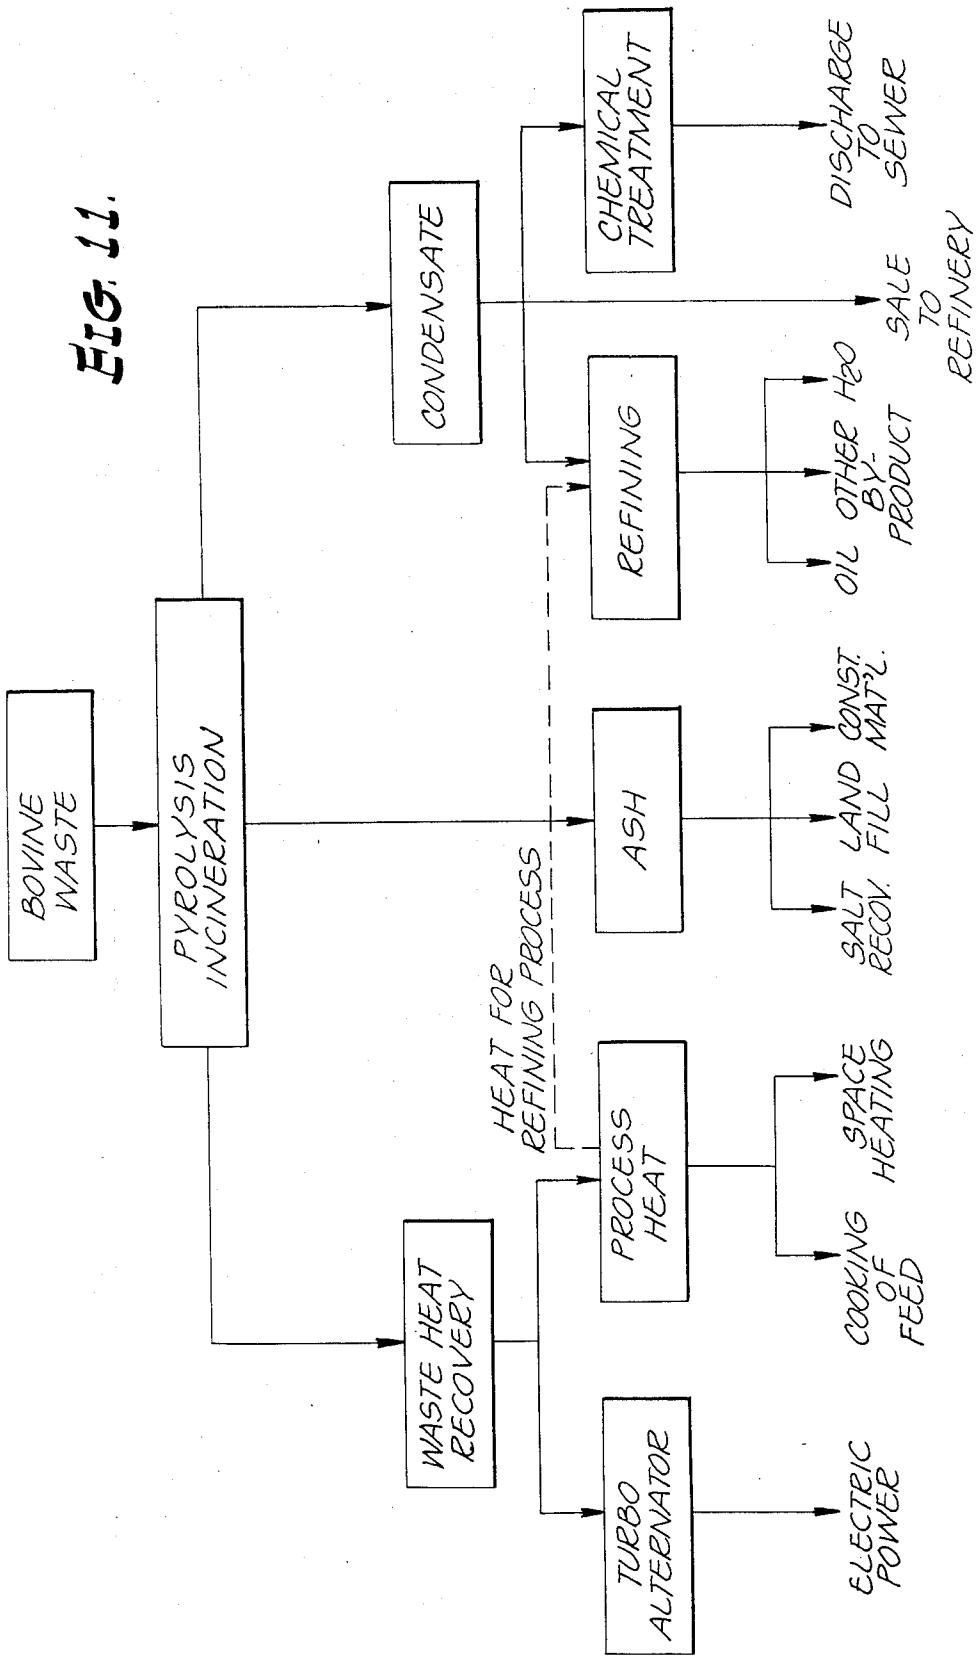 FIG. 11.
BOVINE
WASTE
PYROLYSIS
INCINERATION
WASTE HEAT
RECOVERY
CONDENSATE
HEAT FOR
REFINING PROCESS
TURBO
ALTERNATOR
PROCESS
HEAT
ASH
REFINING
CHEMICAL
TREATMENT
ELECTRIC
POWER
COOKING
OF
FEED
SPACE
HEATING
SALT
RECOV.
LAND
FILL
CONST.
MAT'L.
OIL
OTHER
BY-
PRODUCT
H2O
SALE
TO
REFINERY
DISCHARGE
TO
SEWER